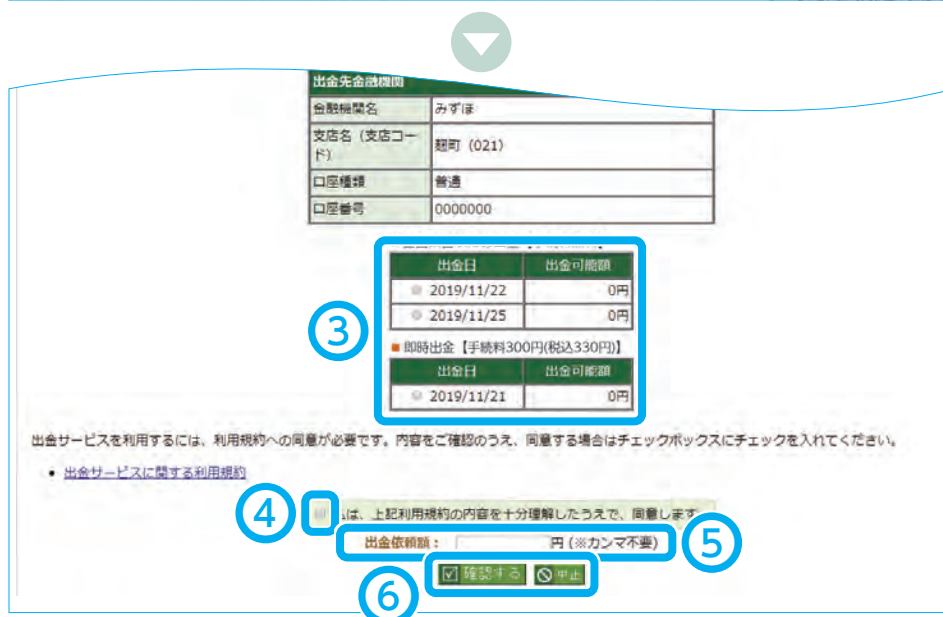 出金先金融機関
金融機関名 みずほ
支店名（支店コー
ド） 麹町（021）
口座種類 普通
口座番号 0000000
出金日 出金可能額
2019/11/22 0円
2019/11/25 0円
③
■ 即時出金【手数料300円(税込330円)】
出金日 出金可能額
2019/11/21 0円
出金サービスを利用するには、利用規約への同意が必要です。内容をご確認のうえ、同意する場合はチェックボックスにチェックを入れてください。
• 出金サービスに関する利用規約
④ は、上記利用規約の内容を十分理解したうえで、同意します
出金依頼額： 円 (※カンマ不要) ⑤
確認する 中止
⑥